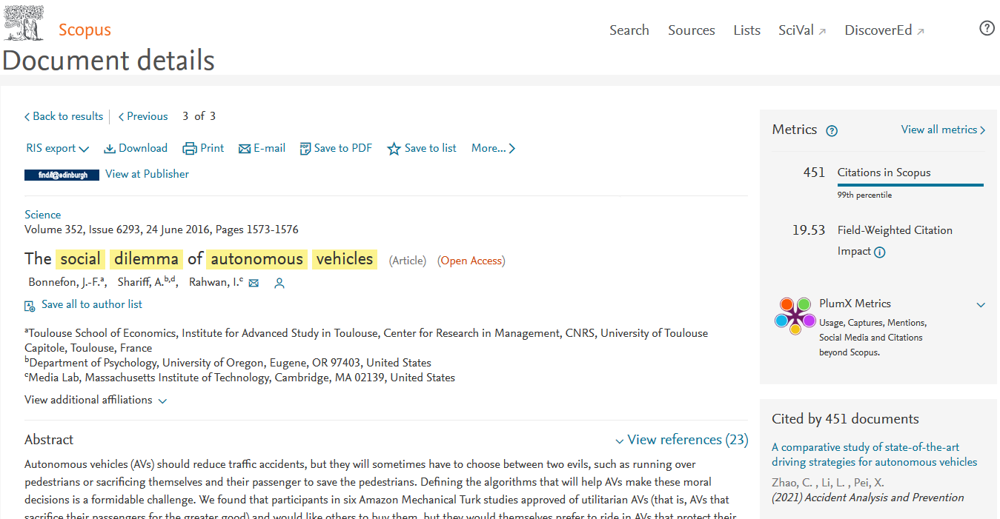 Scopus
Search Sources Lists SciVal ↗ DiscoverEd ↗ ?
Document details
Back to results Previous 3 of 3
RIS export Download Print E-mail Save to PDF Save to list More...
find it@edinburgh View at Publisher
Science
Volume 352, Issue 6293, 24 June 2016, Pages 1573-1576
The social dilemma of autonomous vehicles (Article) (Open Access)
Bonnefon, J.-F.a, Shariff, A.b,d, Rahwan, I.c
Save all to author list
aToulouse School of Economics, Institute for Advanced Study in Toulouse, Center for Research in Management, CNRS, University of Toulouse
Capitole, Toulouse, France
bDepartment of Psychology, University of Oregon, Eugene, OR 97403, United States
cMedia Lab, Massachusetts Institute of Technology, Cambridge, MA 02139, United States
View additional affiliations
Abstract View references (23)
Autonomous vehicles (AVs) should reduce traffic accidents, but they will sometimes have to choose between two evils, such as running over
pedestrians or sacrificing themselves and their passenger to save the pedestrians. Defining the algorithms that will help AVs make these moral
decisions is a formidable challenge. We found that participants in six Amazon Mechanical Turk studies approved of utilitarian AVs (that is, AVs that
sacrifice their passengers for the greater good) and would like others to buy them, but they would themselves prefer to ride in AVs that protect their
Metrics ? View all metrics
451 Citations in Scopus
99th percentile
19.53 Field-Weighted Citation
Impact
PlumX Metrics
Usage, Captures, Mentions,
Social Media and Citations
beyond Scopus.
Cited by 451 documents
A comparative study of state-of-the-art
driving strategies for autonomous vehicles
Zhao, C. , Li, L. , Pei, X.
(2021) Accident Analysis and Prevention